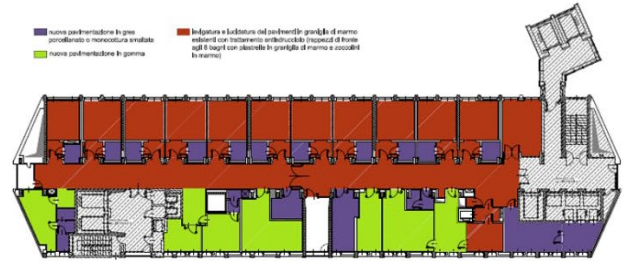 nuova pavimentazione in gres
porcellanato o monocottura smaltata
nuova pavimentazione in gomma
levigatura e lucidatura dei pavimenti in graniglia di marmo
esistenti con trattamento antisdrucciolo (rappezzi di fronte
agli 8 bagni con piastrelle in graniglia di marmo e zoccolini
in marmo)